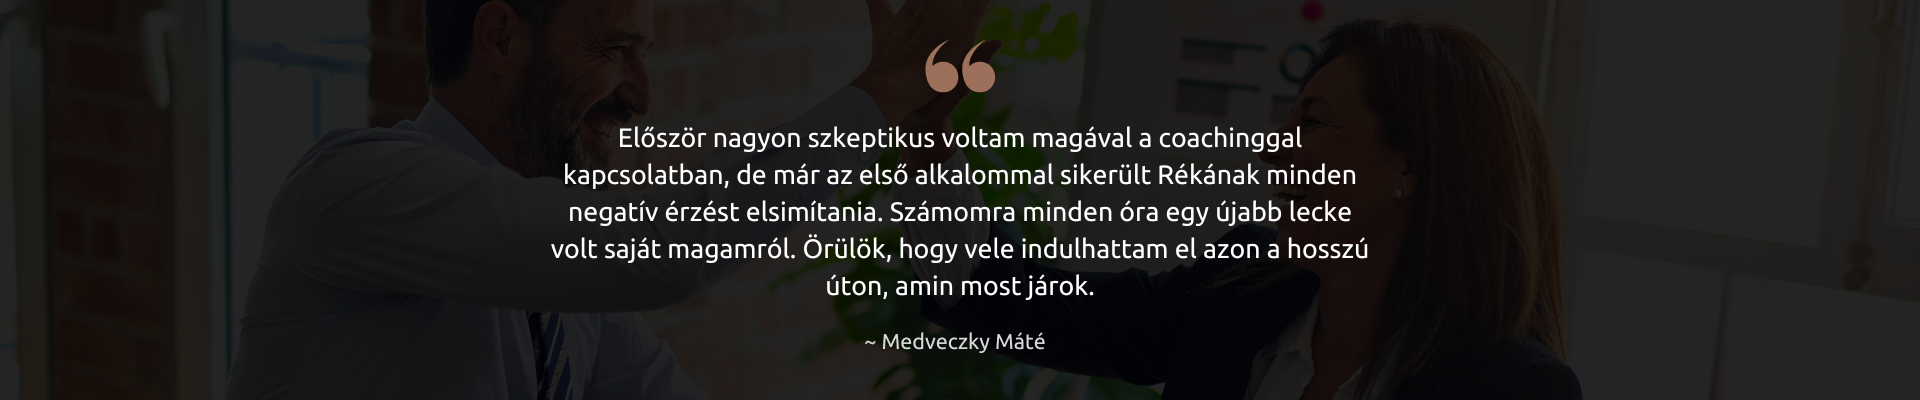 Először nagyon szkeptikus voltam magával a coachinggal
kapcsolatban, de már az első alkalommal sikerült Rékának minden
negatív érzést elsimítania. Számomra minden óra egy újabb lecke
volt saját magamról. Örülök, hogy vele indulhattam el azon a hosszú
úton, amin most járok.
~ Medveczky Máté